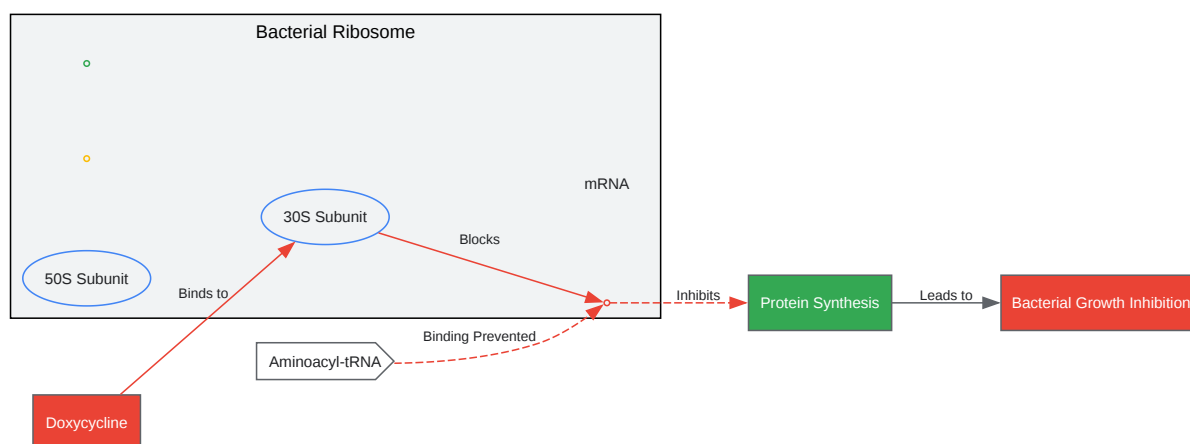 Bacterial Ribosome
mRNA
30S Subunit
Blocks
50S Subunit
Binds to
Inhibits
Protein Synthesis
Leads to
Bacterial Growth Inhibition
Binding Prevented
Aminoacyl-tRNA
Doxycycline